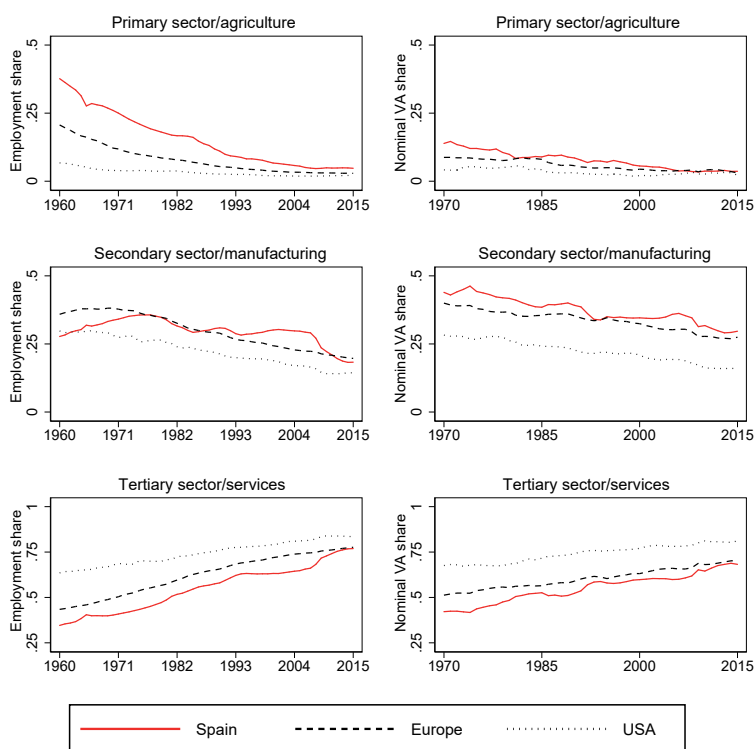 Primary sector/agriculture
Employment share
.5
.25
0
1960 1971 1982 1993 2004 2015
Primary sector/agriculture
Nominal VA share
.5
.25
0
1970 1985 2000 2015
Secondary sector/manufacturing
Employment share
.5
.25
0
1960 1971 1982 1993 2004 2015
Secondary sector/manufacturing
Nominal VA share
.5
.25
0
1970 1985 2000 2015
Tertiary sector/services
Employment share
1
.75
.5
.25
1960 1971 1982 1993 2004 2015
Tertiary sector/services
Nominal VA share
1
.75
.5
.25
1970 1985 2000 2015
Spain Europe USA